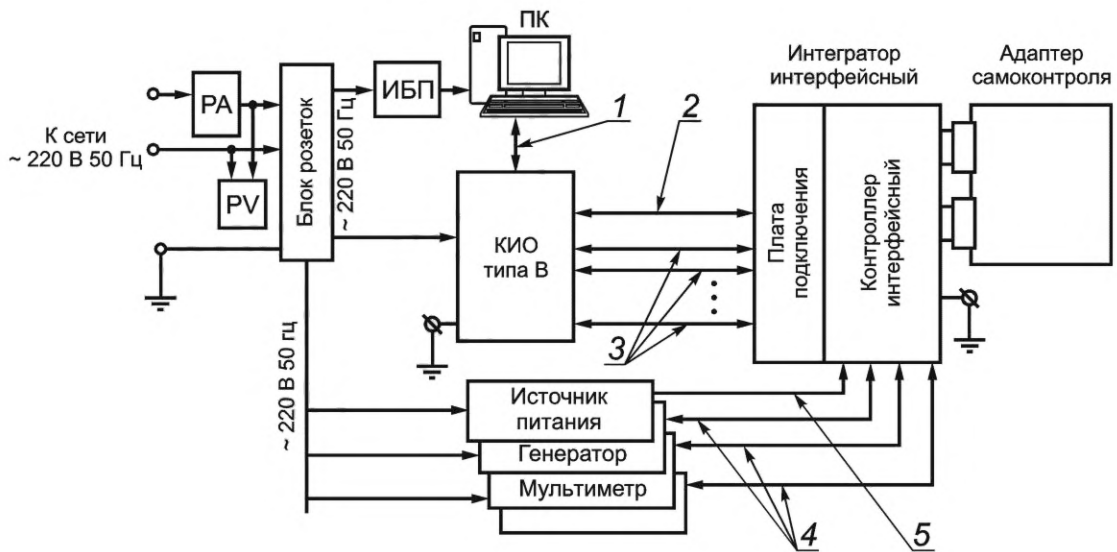 ПК
Интегратор
интерфейсный
Адаптер
самоконтроля
PA
ИБП
1
2
К сети
~ 220 В 50 Гц
PV
Блок розеток
~ 220 В 50 Гц
КИО
типа В
Плата
подключения
Контроллер
интерфейсный
3
~ 220 В 50 гц
Источник
питания
Генератор
Мультиметр
4
5